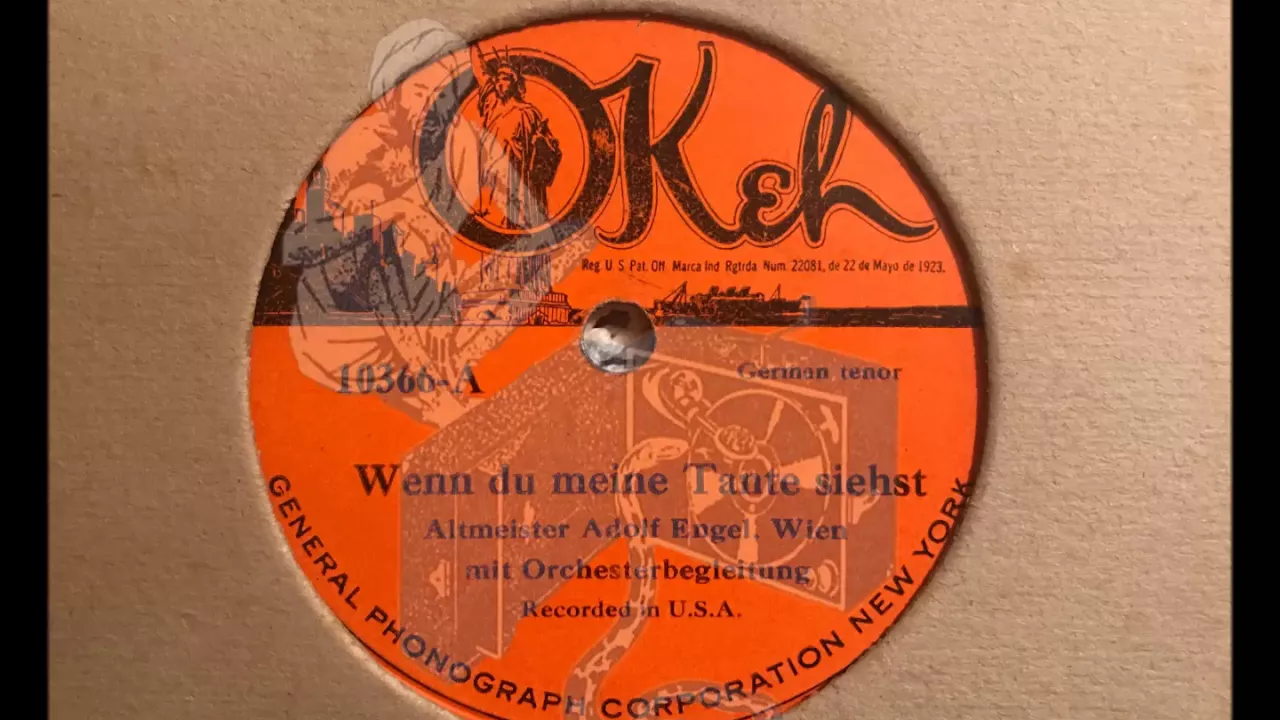 OKeh
Reg. U S Pat. Off. Marca Ind Rgtrda Num. 22081, de 22 de Mayo de 1923.
10366-A
German tenor
Wenn du meine Tante siehst
Altmeister Adolf Engel, Wien
mit Orchesterbegleitung
Recorded in U.S.A.
GENERAL PHONOGRAPH CORPORATION NEW YORK